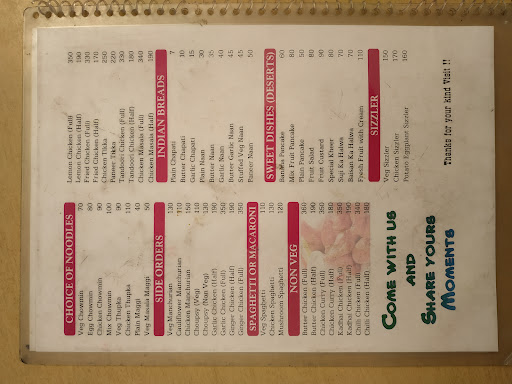 CHOICE OF NOODLES
Veg Chowmin 70
Egg Chowmin 80
Chicken Chowmin 90
Mix Chowmin 100
Veg Thupka 90
Chicken Thupka 110
Plain Maggi 40
Veg Masala Maggi 50
SIDE ORDERS
Veg Manchurian 130
Cauliflower Manchurian 110
Chicken Manchurian 150
Choupsy (Veg) 110
Choupsy (Non Veg) 130
Garlic Chicken (Half) 190
Garlic Chicken (Full) 350
Ginger Chicken (Half) 190
Ginger Chicken (Full) 350
SPAGHETTI OR MACARONI
Veg Spaghetti 110
Chicken Spaghetti 130
Mushroom Spaghetti 120
NON VEG
Butter Chicken (Full) 360
Butter Chicken (Half) 190
Chicken Curry (Full) 350
Chicken Curry (Half) 180
Kadhai Chicken (Full) 350
Kadhai Chicken (Half)
Chilli Chicken (Full) 340
Chilli Chicken (Half) 180
Lemon Chicken (Full) 350
Lemon Chicken (Half) 190
Fried Chicken (Full) 330
Fried Chicken (Half) 170
Chicken Tikka 250
Paneer Tikka 220
Tandoori Chicken (Full) 330
Tandoori Chicken (Half) 180
Chicken Masala (Full) 340
Chicken Masala (Half) 190
INDIAN BREADS
Plain Chapati 7
Butter Chapati 10
Garlic Chapati 15
Plain Naan 30
Butter Naan 35
Garlic Naan 40
Butter Garlic Naan 45
Stuffed Veg Naan 45
Paneer Naan 50
SWEET DISHES (DESERTS)
Banana Pancake 60
Mix Fruit Pancake 80
Plain Pancake 50
Fruit Salad 80
Fruit Custard 90
Special Kheer 80
Suji Ka Halwa 70
Besan Ka Halwa 70
Fresh Fruit with Cream 110
SIZZLER
Veg Sizzler 150
Chicken Sizzler 170
Potato Eggplant Sizzler 160
COME WITH US
AND
SHARE YOURS
MOMENTS
Thanks for your kind Visit !!